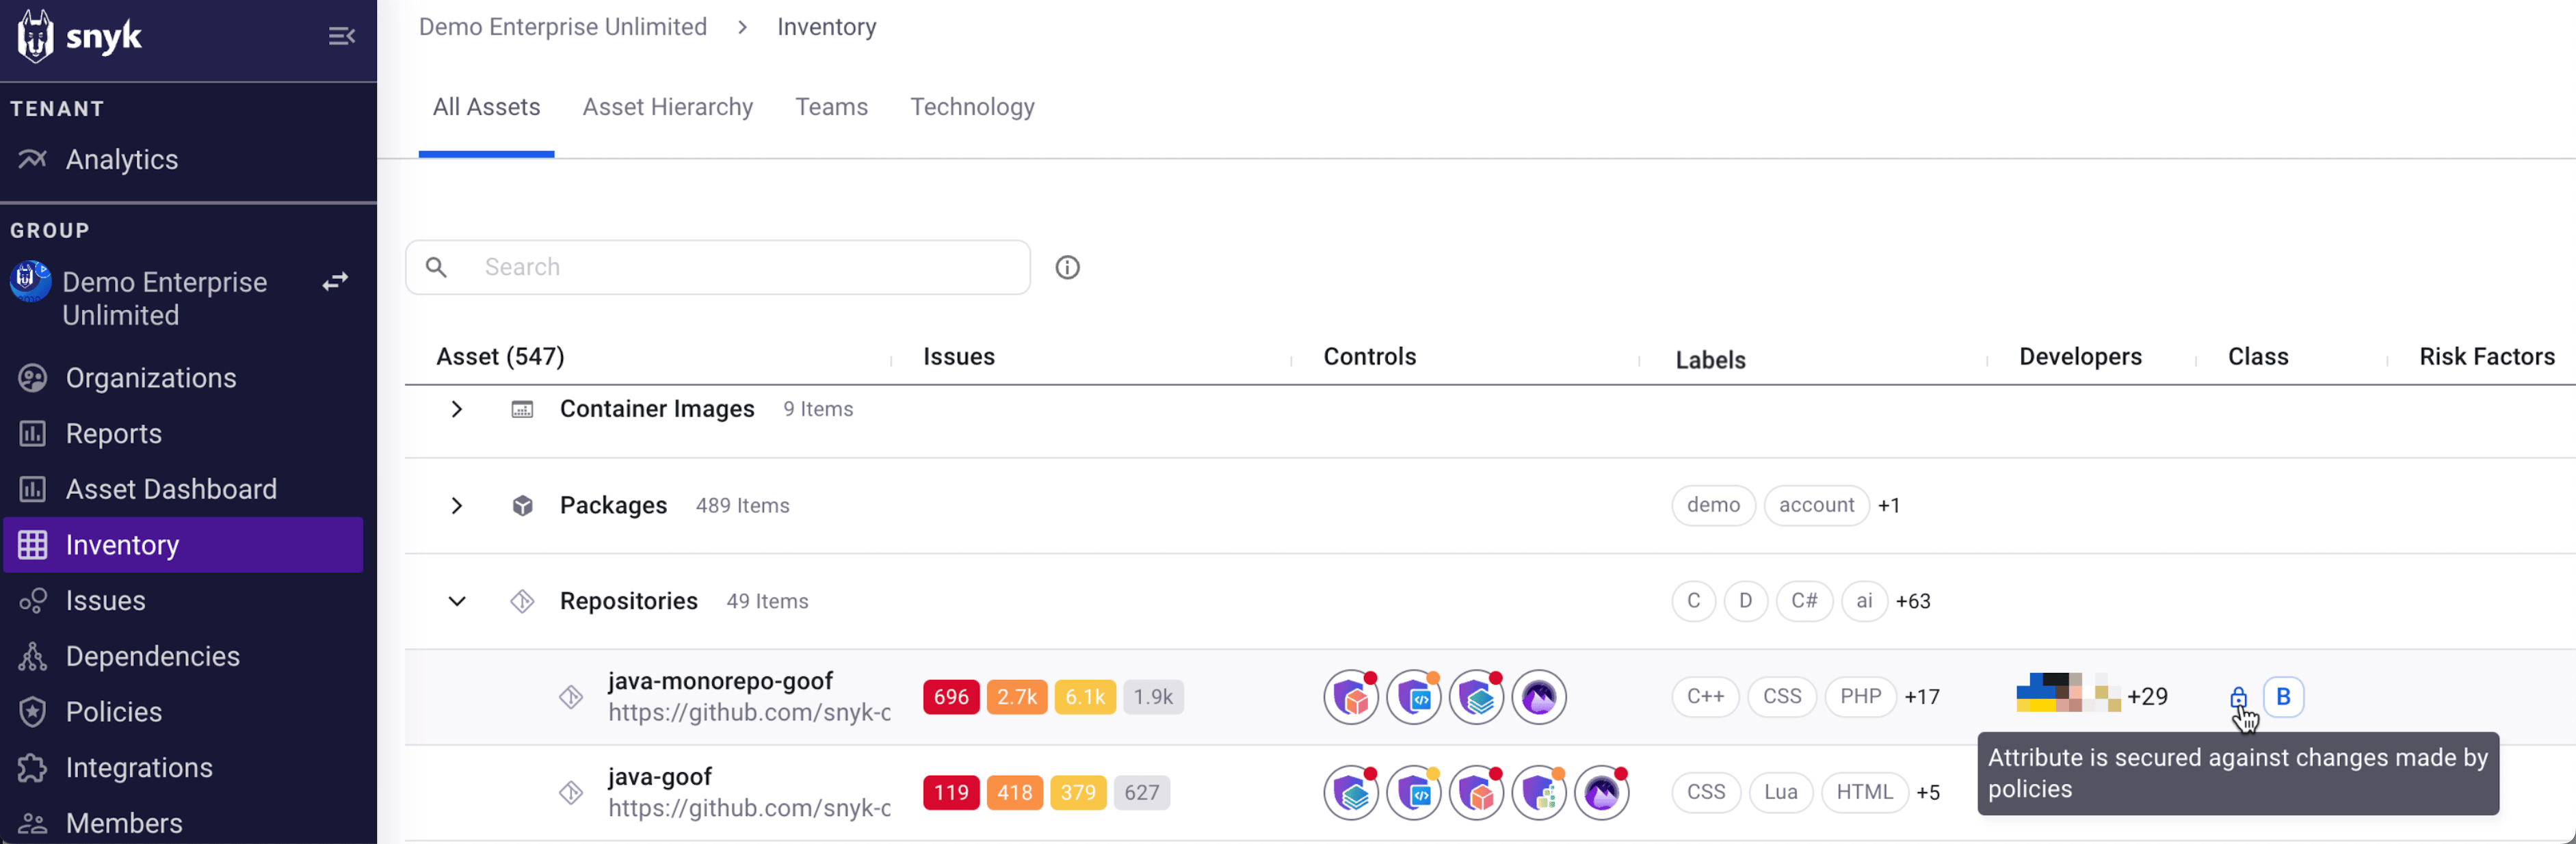 snyk
Demo Enterprise Unlimited > Inventory
TENANT
Analytics
GROUP
Demo Enterprise
Unlimited
Organizations
Reports
Asset Dashboard
Inventory
Issues
Dependencies
Policies
Integrations
Members
All Assets Asset Hierarchy Teams Technology
Search
Asset (547) Issues Controls Labels Developers Class Risk Factors
Container Images 9 Items
Packages 489 Items demo account +1
Repositories 49 Items C D C# ai +63
java-monorepo-goof
https://github.com/snyk-c
696 2.7k 6.1k 1.9k C++ CSS PHP +17 +29 B
java-goof
https://github.com/snyk-c
119 418 379 627 CSS Lua HTML +5
Attribute is secured against changes made by
policies